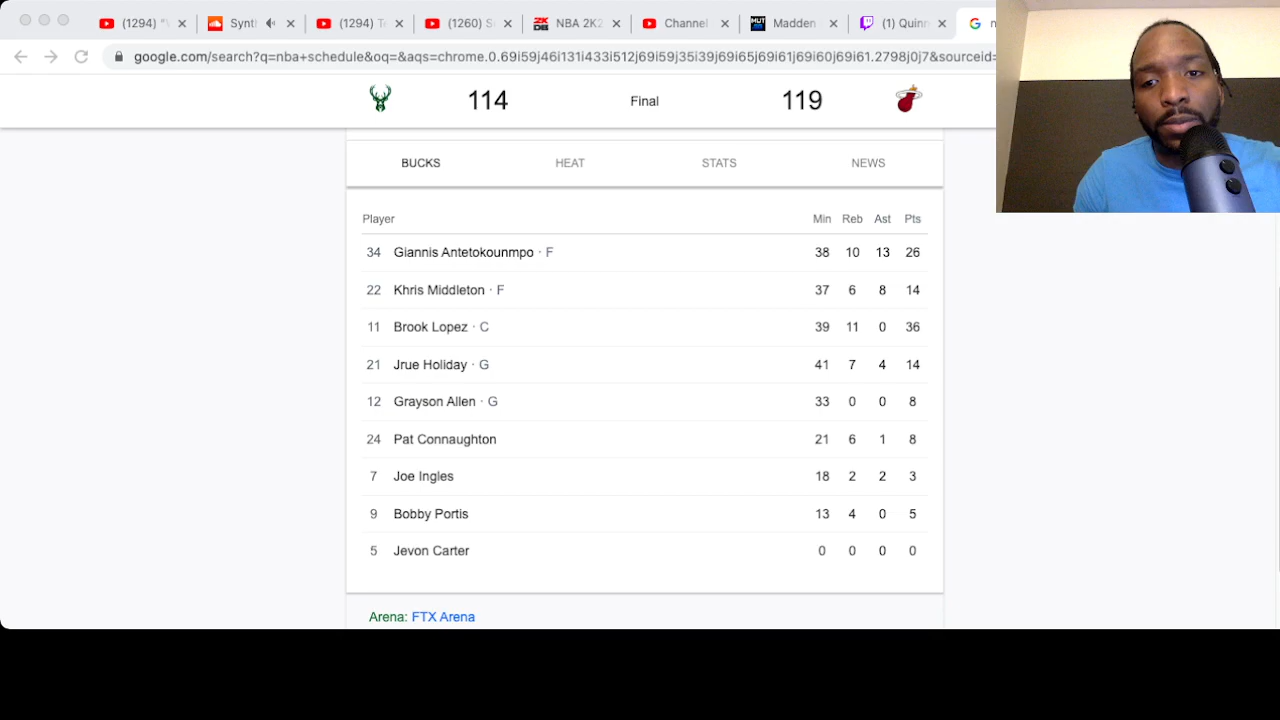 (1294) "\ Synt (1294) T (1260) S NBA 2K2 Channel Madden (1) Quinn
google.com/search?q=nba+schedule&oq=&aqs=chrome.0.69i59j46i131i433i512j69i59j35i39j69i65j69i61j69i60j69i61.2798j0j7&sourceid=
114 Final 119
BUCKS HEAT STATS NEWS
Player Min Reb Ast Pts
34 Giannis Antetokounmpo · F 38 10 13 26
22 Khris Middleton · F 37 6 8 14
11 Brook Lopez · C 39 11 0 36
21 Jrue Holiday · G 41 7 4 14
12 Grayson Allen · G 33 0 0 8
24 Pat Connaughton 21 6 1 8
7 Joe Ingles 18 2 2 3
9 Bobby Portis 13 4 0 5
5 Jevon Carter 0 0 0 0
Arena: FTX Arena